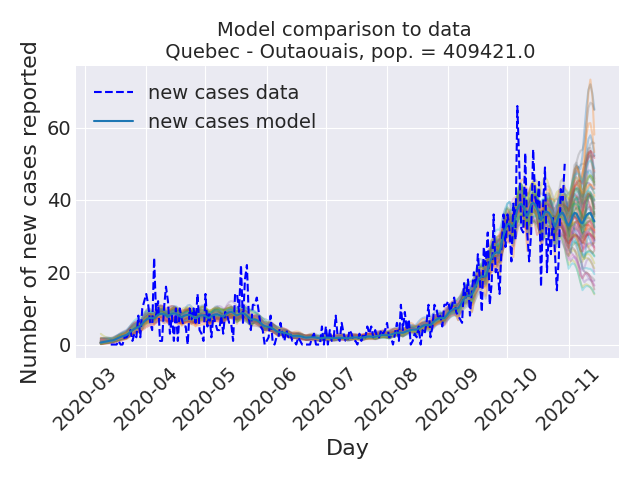 Model comparison to data
Quebec - Outaouais, pop. = 409421.0
Number of new cases reported
60
40
20
0
new cases data
new cases model
2020-03
2020-04
2020-05
2020-06
2020-07
2020-08
2020-09
2020-10
2020-11
Day